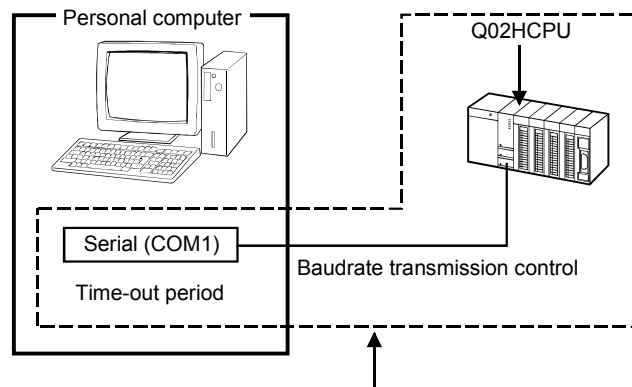 Personal computer
Q02HCPU
Serial (COM1)
Baudrate transmission control
Time-out period